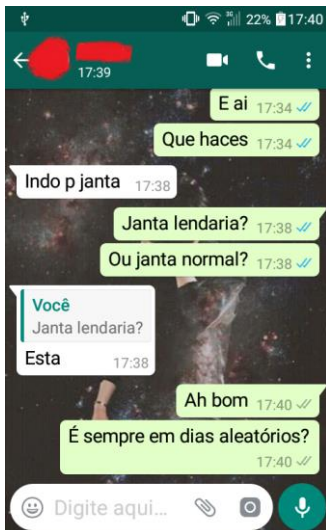 22% 17:40
17:39
E ai 17:34
Que haces 17:34
Indo p janta 17:38
Janta lendaria? 17:38
Ou janta normal? 17:38
Você
Janta lendaria?
Esta 17:38
Ah bom 17:40
É sempre em dias aleatórios?
17:40
Digite aqui...